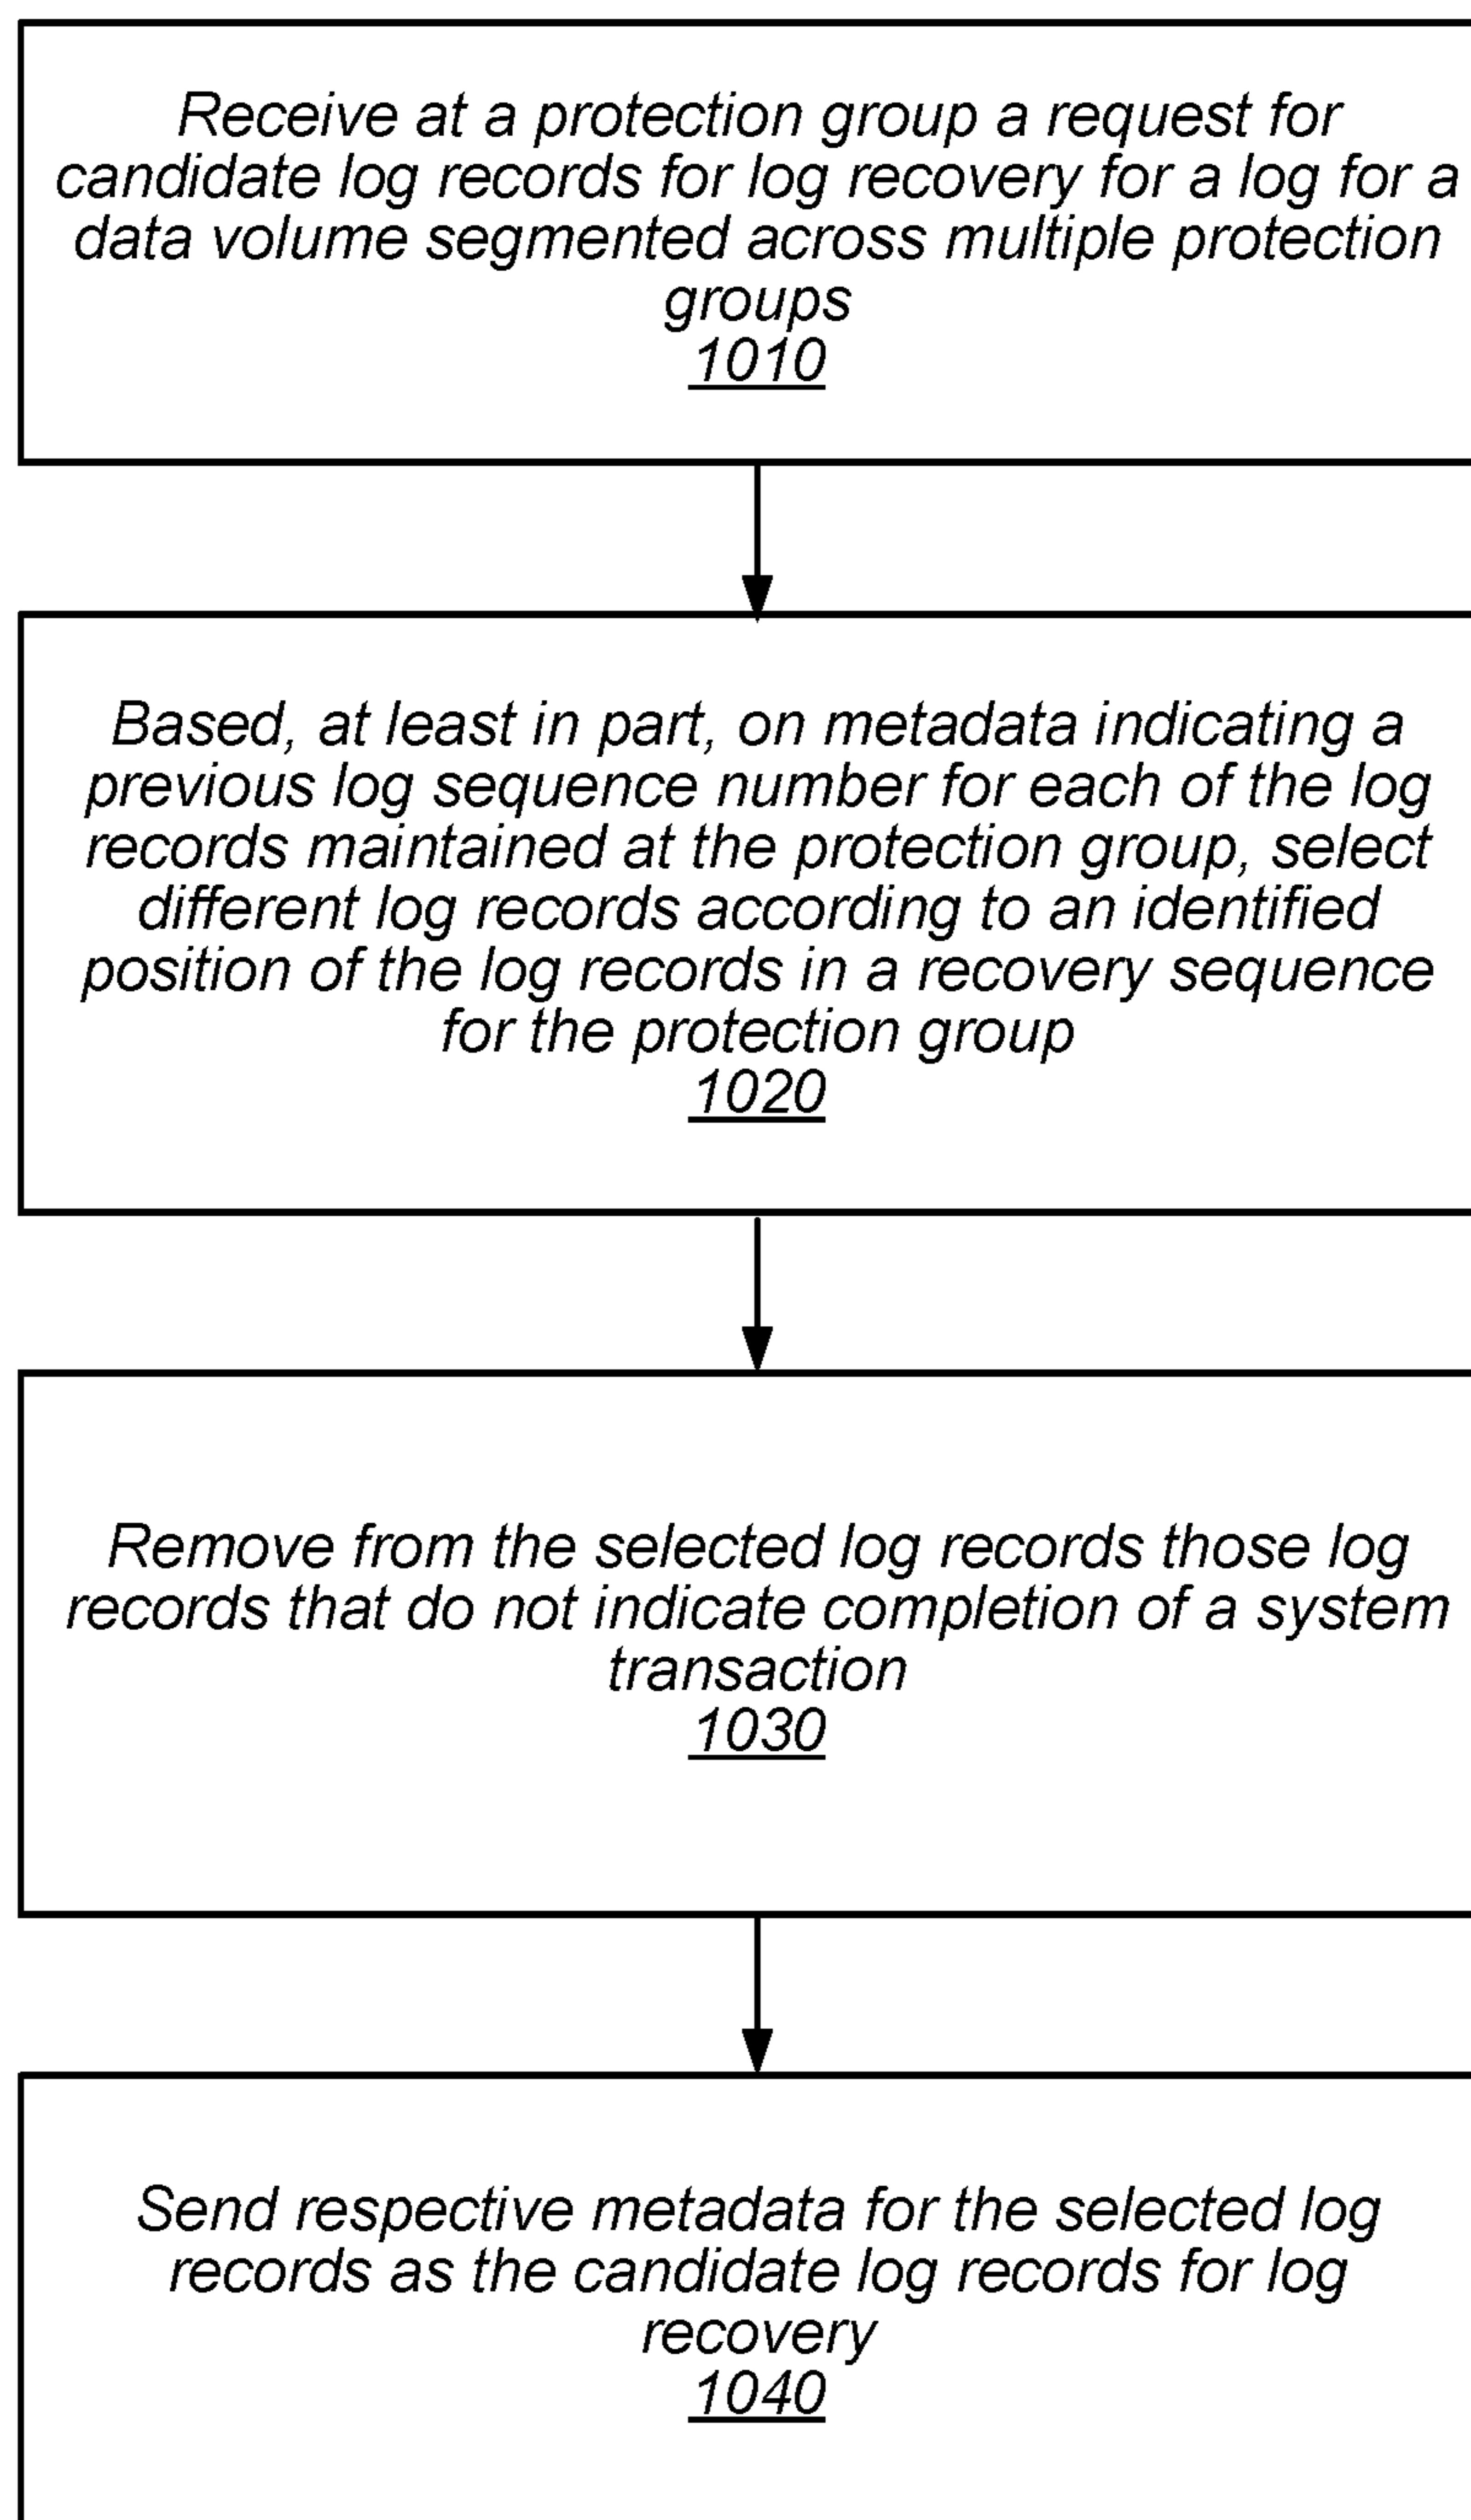 Receive at a protection group a request for
candidate log records for log recovery for a log for a
data volume segmented across multiple protection
groups
1010
Based, at least in part, on metadata indicating a
previous log sequence number for each of the log
records maintained at the protection group, select
different log records according to an identified
position of the log records in a recovery sequence
for the protection group
1020
Remove from the selected log records those log
records that do not indicate completion of a system
transaction
1030
Send respective metadata for the selected log
records as the candidate log records for log
recovery
1040